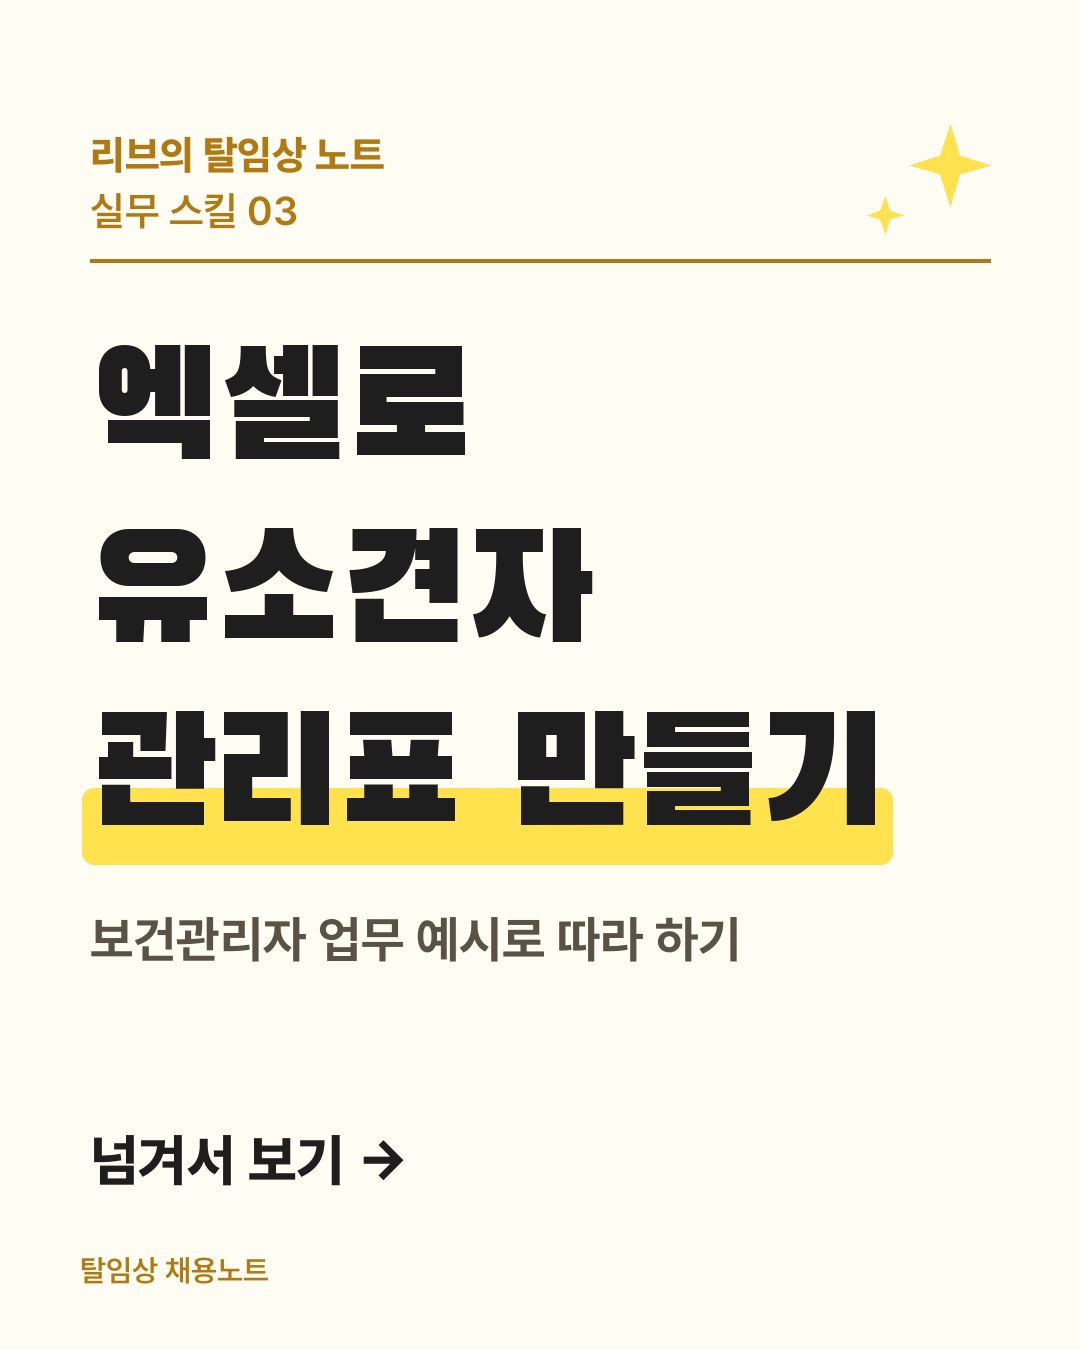 리브의 탈임상 노트
실무 스킬 03
엑셀로
유소견자
관리표 만들기
보건관리자 업무 예시로 따라 하기
넘겨서 보기 →
탈임상 채용노트